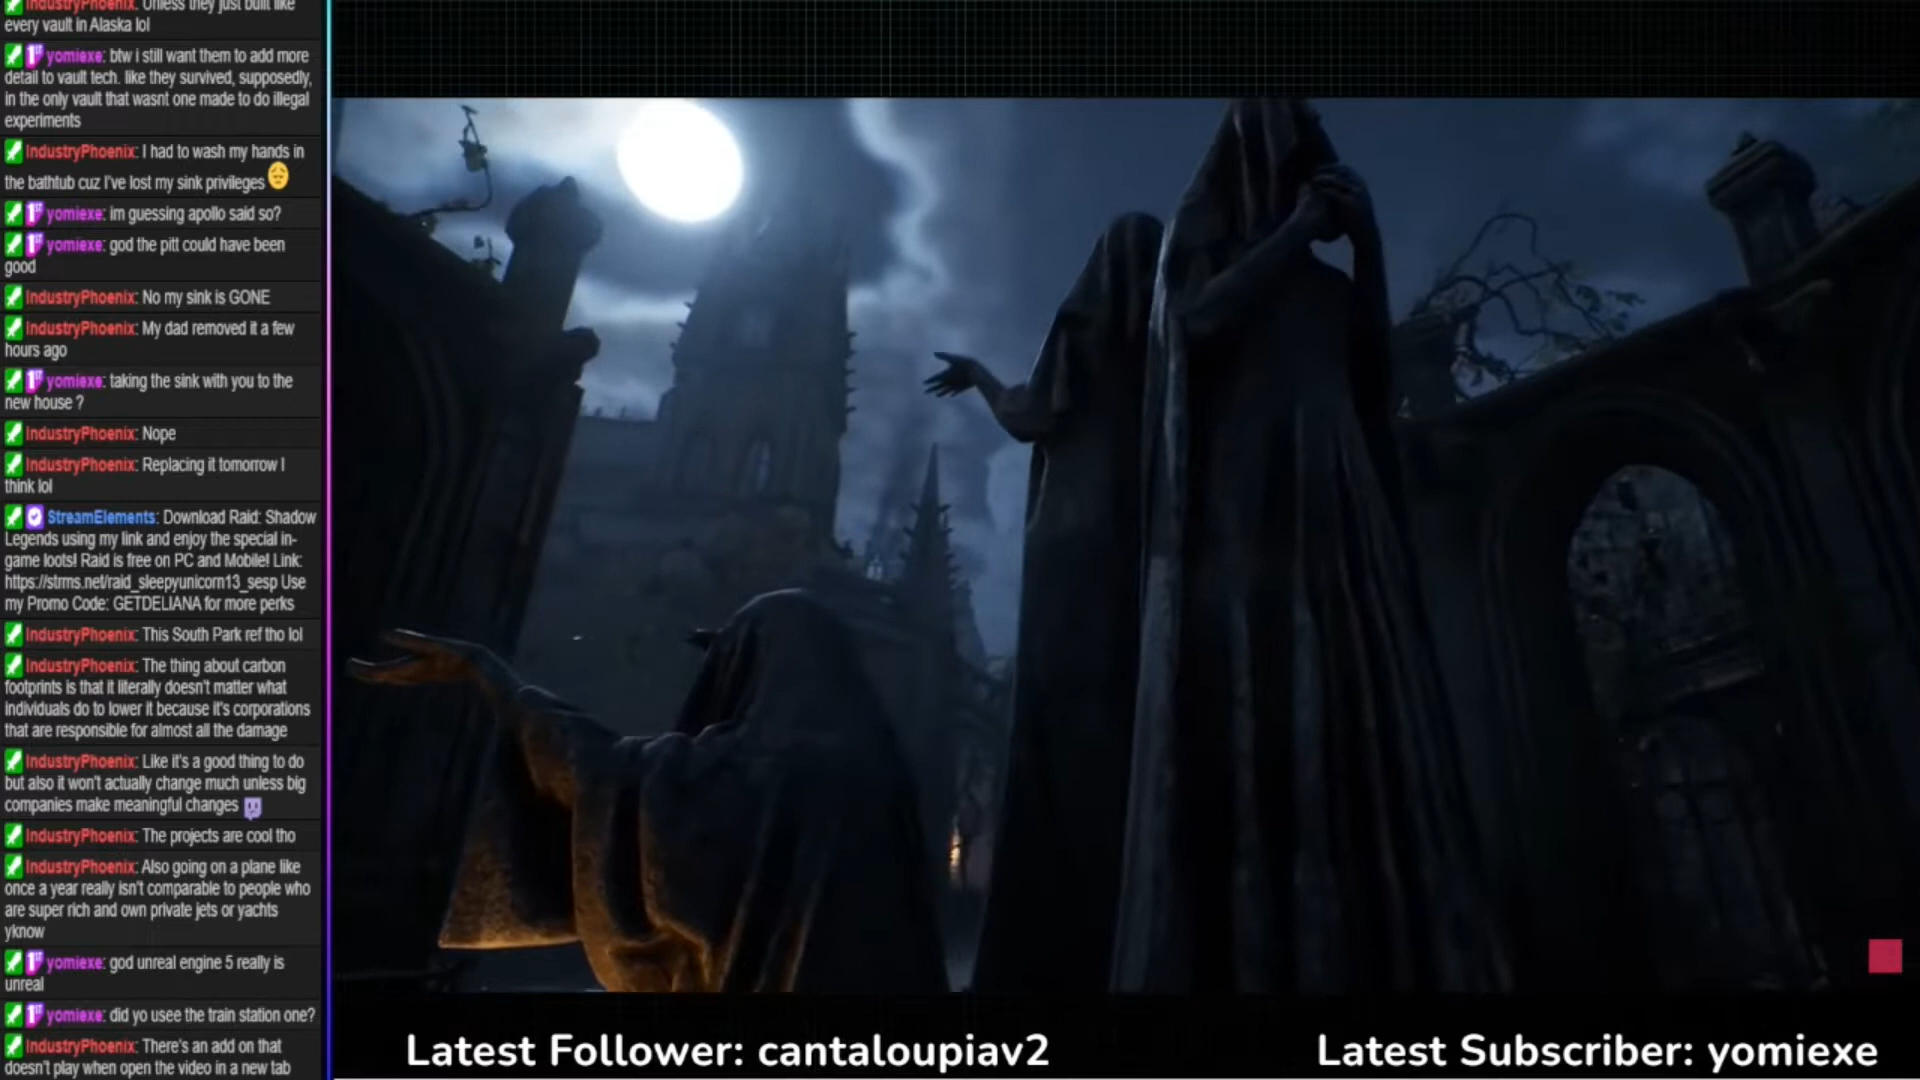 IndustryPhoenix: Unless they just built like
every vault in Alaska lol
yomiexe: btw i still want them to add more
detail to vault tech. like they survived, supposedly,
in the only vault that wasnt one made to do illegal
experiments
IndustryPhoenix: I had to wash my hands in
the bathtub cuz I've lost my sink privileges
yomiexe: im guessing apollo said so?
yomiexe: god the pitt could have been
good
IndustryPhoenix: No my sink is GONE
IndustryPhoenix: My dad removed it a few
hours ago
yomiexe: taking the sink with you to the
new house ?
IndustryPhoenix: Nope
IndustryPhoenix: Replacing it tomorrow I
think lol
StreamElements: Download Raid: Shadow
Legends using my link and enjoy the special in-
game loots! Raid is free on PC and Mobile! Link:
https://strms.net/raid_sleepyunicorn13_sesp Use
my Promo Code: GETDELIANA for more perks
IndustryPhoenix: This South Park ref tho lol
IndustryPhoenix: The thing about carbon
footprints is that it literally doesn't matter what
individuals do to lower it because it's corporations
that are responsible for almost all the damage
IndustryPhoenix: Like it's a good thing to do
but also it won't actually change much unless big
companies make meaningful changes
IndustryPhoenix: The projects are cool tho
IndustryPhoenix: Also going on a plane like
once a year really isn't comparable to people who
are super rich and own private jets or yachts
yknow
yomiexe: god unreal engine 5 really is
unreal
yomiexe: did yo usee the train station one?
IndustryPhoenix: There's an add on that
doesn't play when open the video in a new tab
Latest Follower: cantaloupiav2
Latest Subscriber: yomiexe